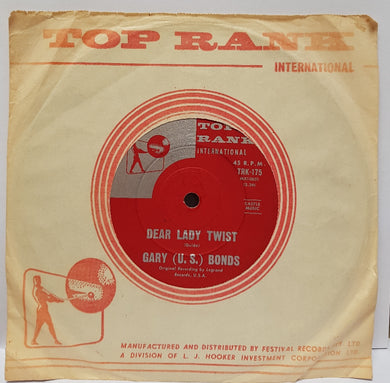 TOP RANK
INTERNATIONAL
TOP
RANK
INTERNATIONAL
45 R.P.M.
TRK-175
CASTLE
MUSIC
DEAR LADY TWIST
(Guida)
GARY (U. S.) BONDS
Original Recording by Legrand
Records, U.S.A.
MANUFACTURED AND DISTRIBUTED BY FESTIVAL RECORDS PTY. LTD.
A DIVISION OF L. J. HOOKER INVESTMENT CORPORATION LTD.